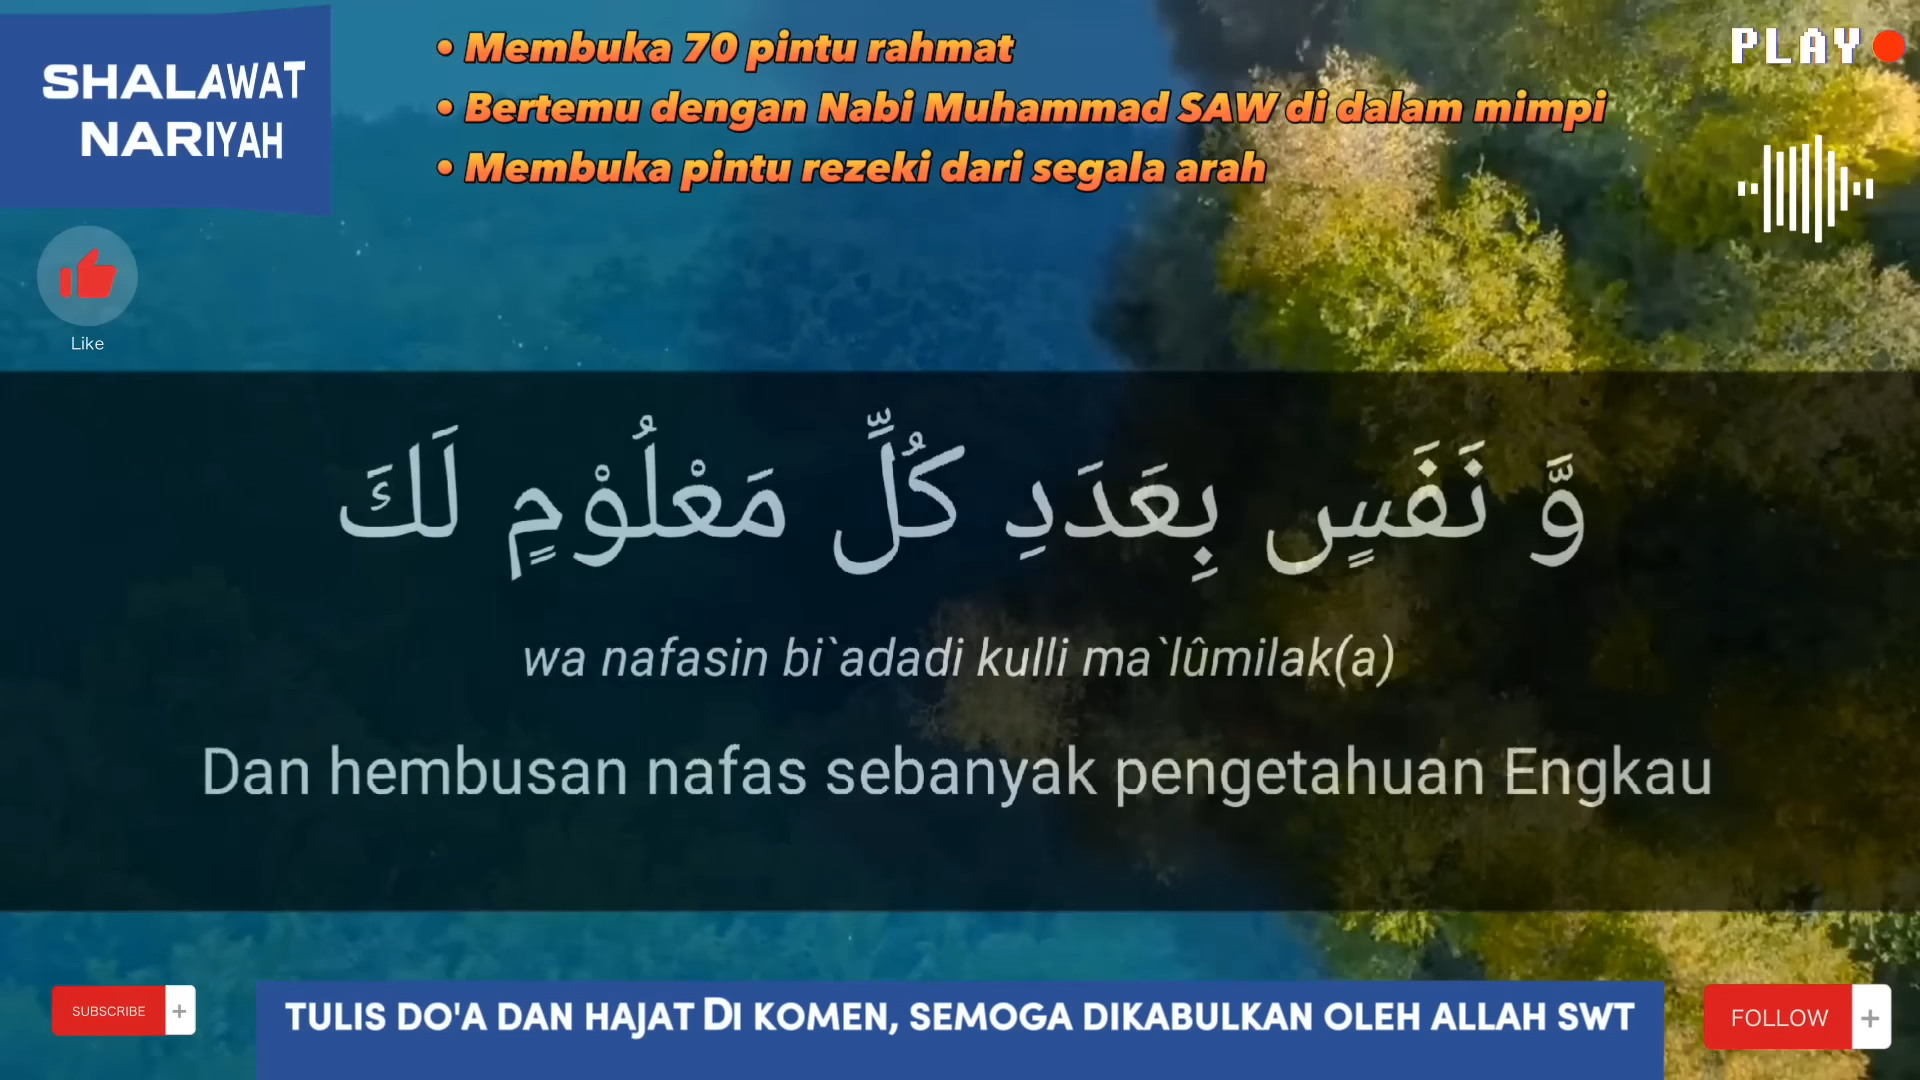 SHALAWAT
NARIYAH
• Membuka 70 pintu rahmat
• Bertemu dengan Nabi Muhammad SAW di dalam mimpi
• Membuka pintu rezeki dari segala arah
PLAY
Like
وَّ نَفَسٍ بِعَدَدِ كُلِّ مَعْلُوْمٍ لَكَ
wa nafasin bi`adadi kulli ma`lûmilak(a)
Dan hembusan nafas sebanyak pengetahuan Engkau
SUBSCRIBE +
TULIS DO'A DAN HAJAT DI KOMEN, SEMOGA DIKABULKAN OLEH ALLAH SWT
FOLLOW +